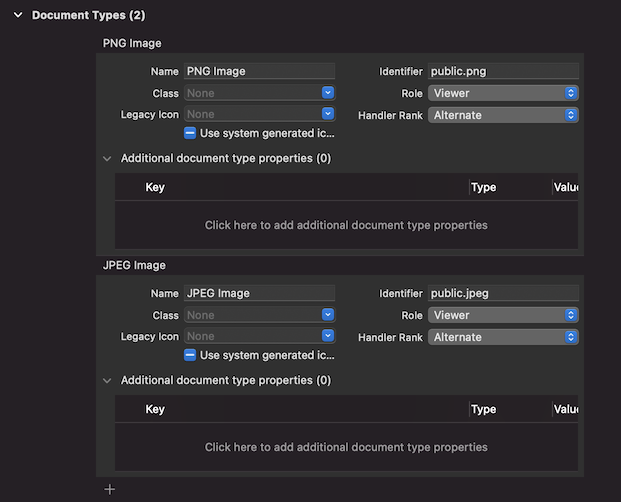 Document Types (2)
PNG Image
Name PNG Image Identifier public.png
Class None Role Viewer
Legacy Icon None Handler Rank Alternate
Use system generated ic...
Additional document type properties (0)
Key Type Value
Click here to add additional document type properties
JPEG Image
Name JPEG Image Identifier public.jpeg
Class None Role Viewer
Legacy Icon None Handler Rank Alternate
Use system generated ic...
Additional document type properties (0)
Key Type Value
Click here to add additional document type properties